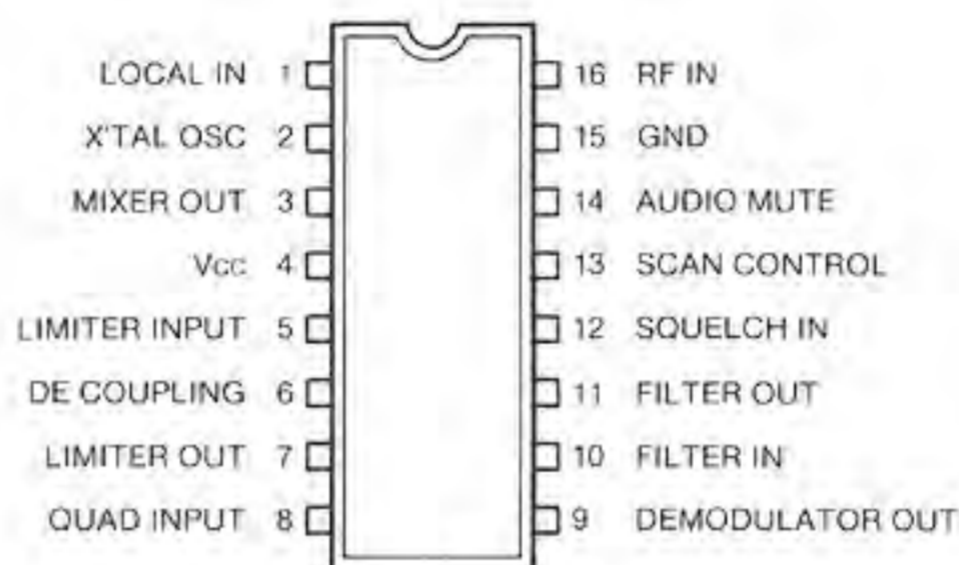 LOCAL IN 1 16 RF IN
X'TAL OSC 2 15 GND
MIXER OUT 3 14 AUDIO MUTE
Vcc 4 13 SCAN CONTROL
LIMITER INPUT 5 12 SQUELCH IN
DE COUPLING 6 11 FILTER OUT
LIMITER OUT 7 10 FILTER IN
QUAD INPUT 8 9 DEMODULATOR OUT